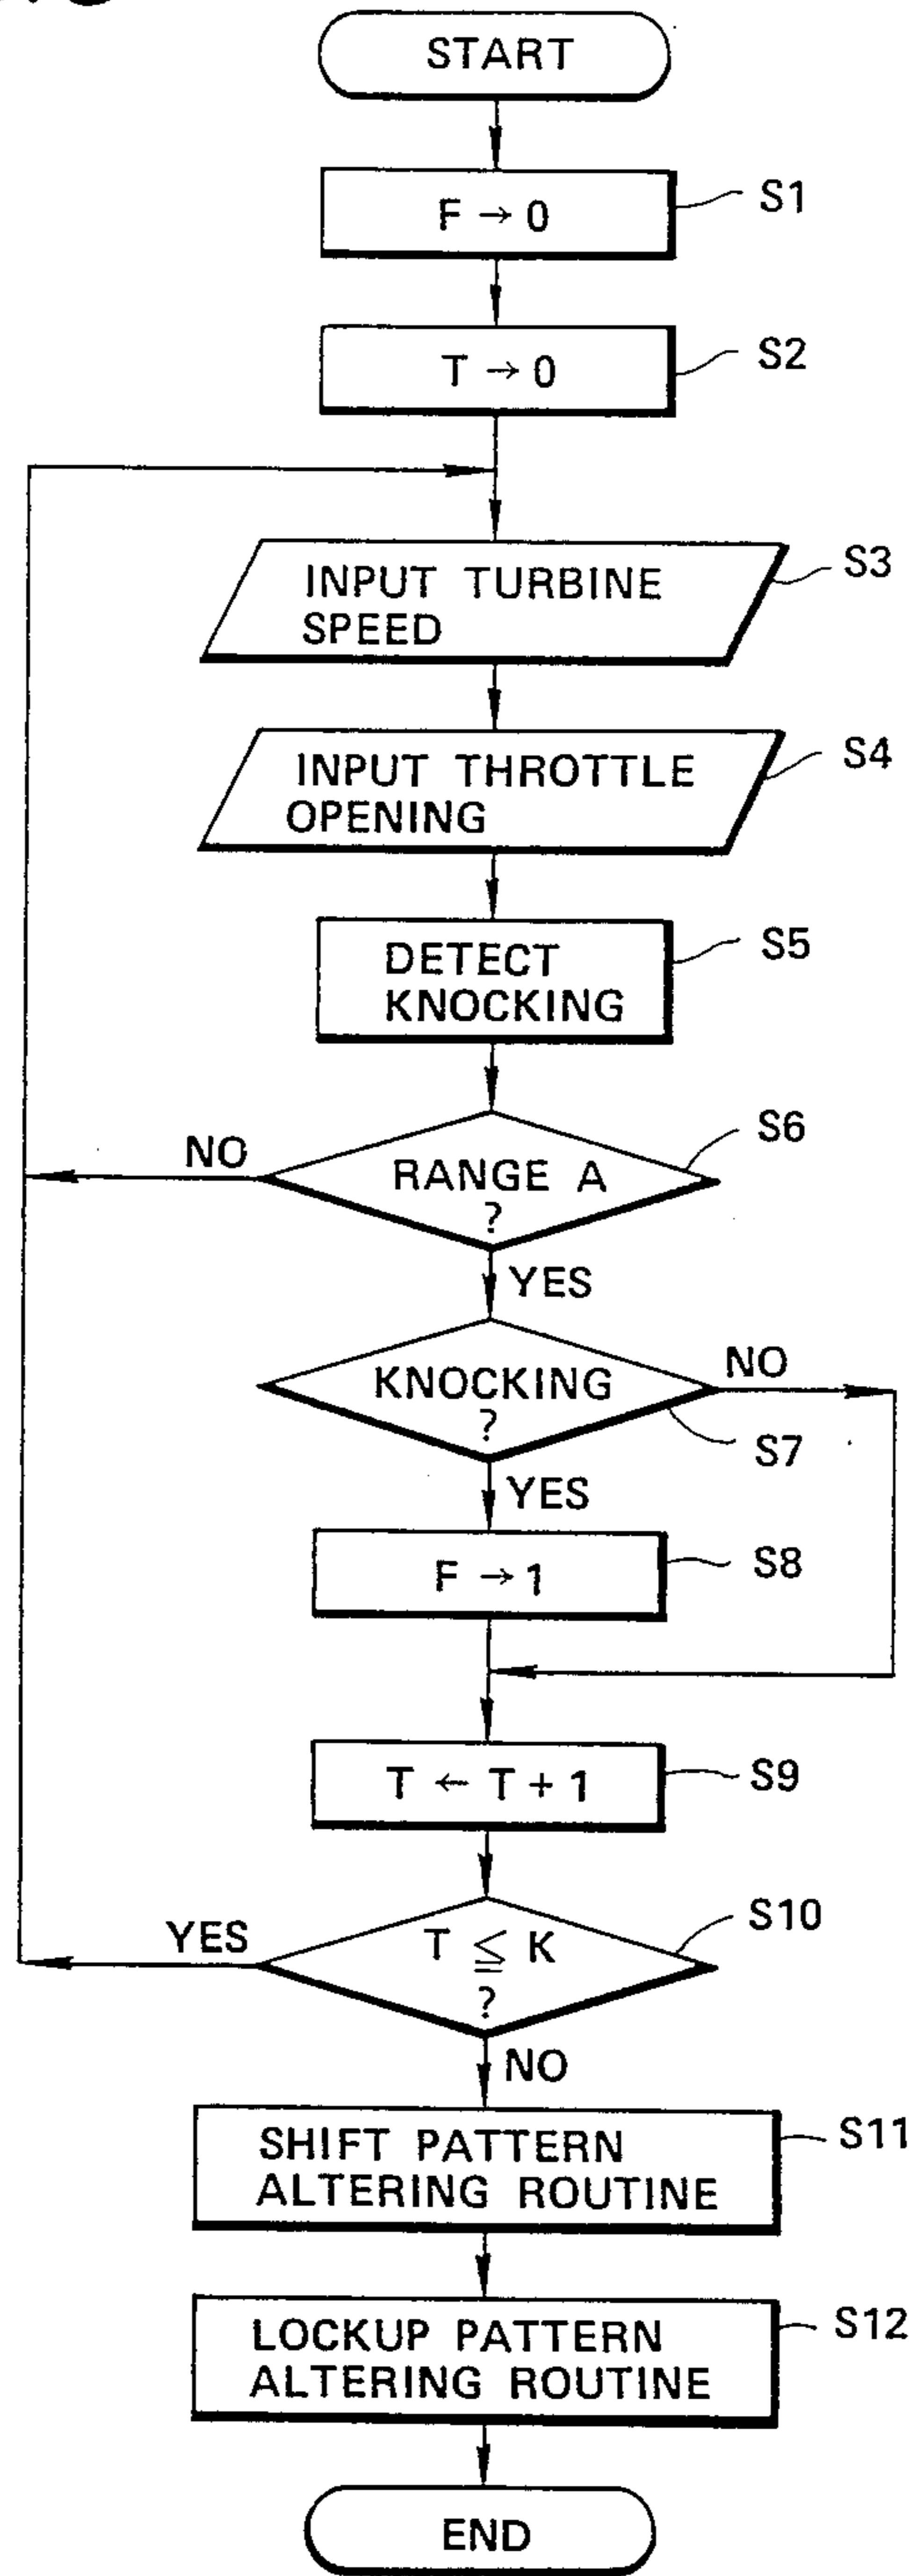 START
F → 0
S1
T → 0
S2
INPUT TURBINE
SPEED
S3
INPUT THROTTLE
OPENING
S4
DETECT
KNOCKING
S5
NO
RANGE A
?
S6
YES
KNOCKING
?
NO
S7
YES
F → 1
S8
T ← T + 1
S9
YES
T ≦ K
?
S10
NO
SHIFT PATTERN
ALTERING ROUTINE
S11
LOCKUP PATTERN
ALTERING ROUTINE
S12
END